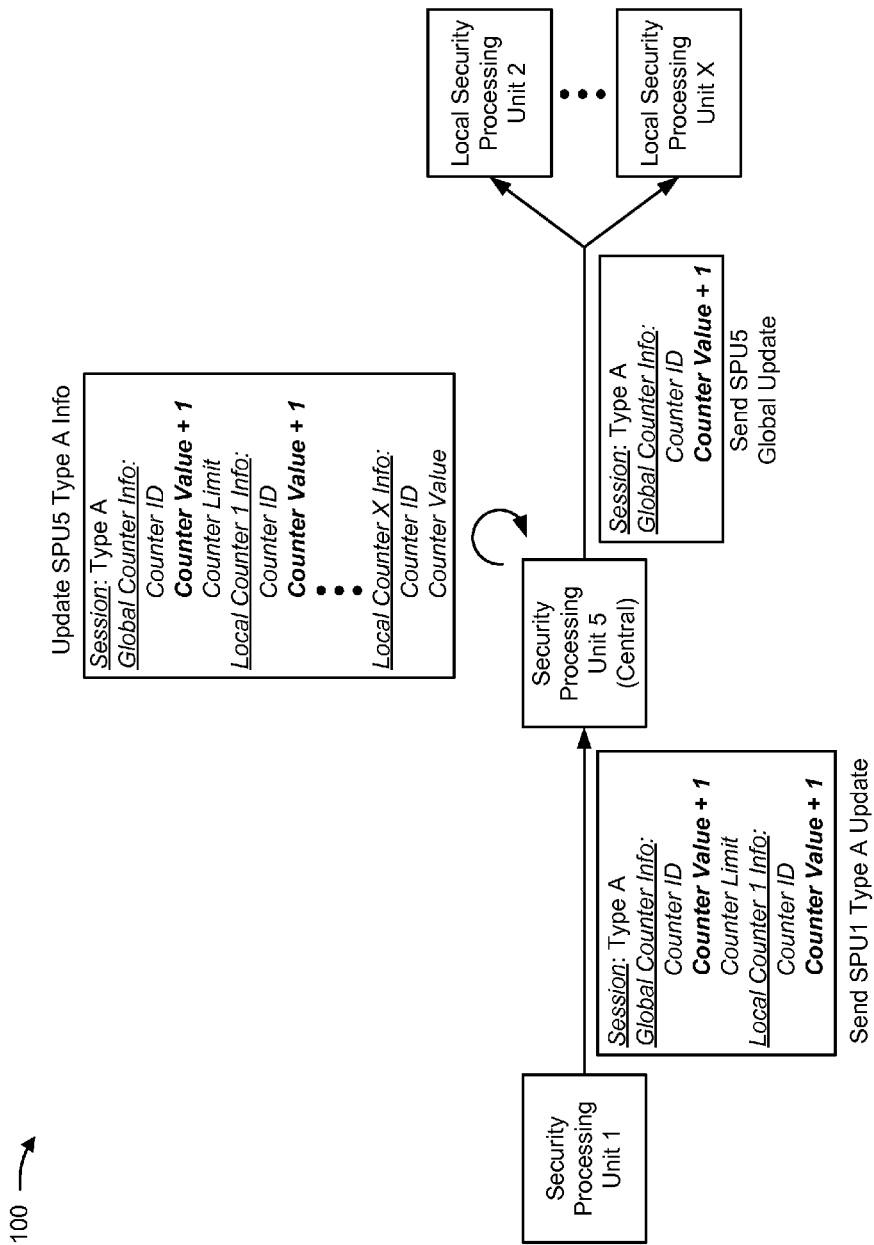 100
Security
Processing
Unit 1
Session: Type A
Global Counter Info:
Counter ID
Counter Value + 1
Counter Limit
Local Counter 1 Info:
Counter ID
Counter Value + 1
Send SPU1 Type A Update
Update SPU5 Type A Info
Session: Type A
Global Counter Info:
Counter ID
Counter Value + 1
Counter Limit
Local Counter 1 Info:
Counter ID
Counter Value + 1
Local Counter X Info:
Counter ID
Counter Value
Security
Processing
Unit 5
(Central)
Session: Type A
Global Counter Info:
Counter ID
Counter Value + 1
Send SPU5
Global Update
Local Security
Processing
Unit 2
Local Security
Processing
Unit X